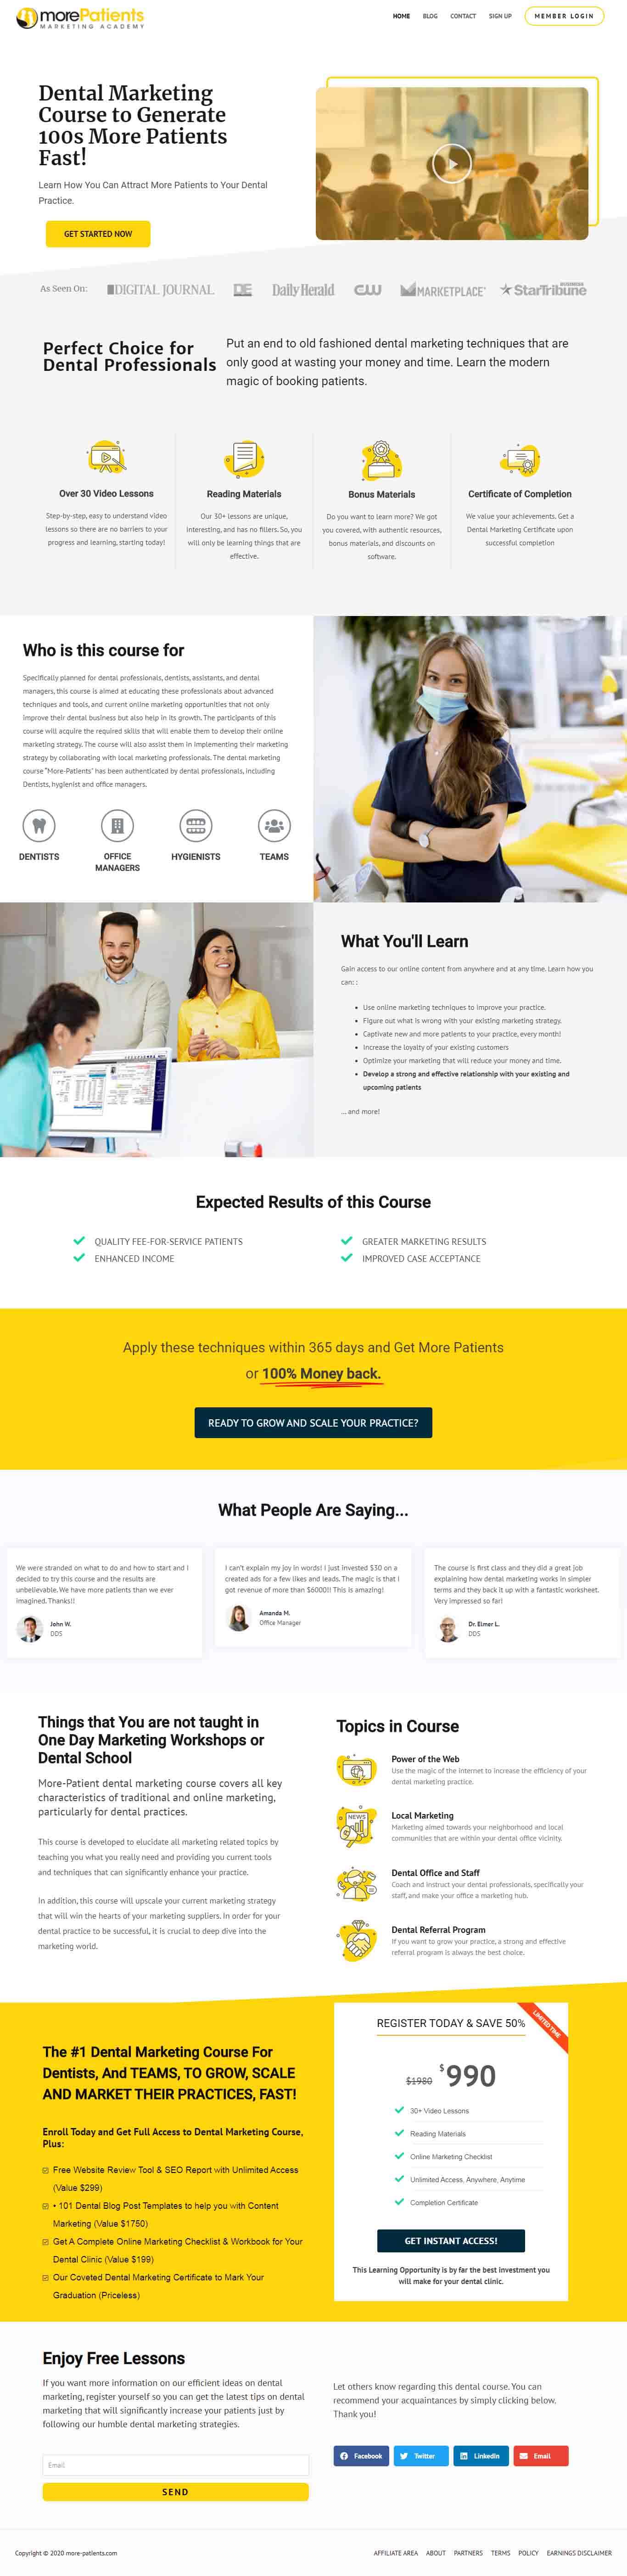 morePatients
MARKETING ACADEMY
HOME BLOG CONTACT SIGN UP MEMBER LOGIN
Dental Marketing
Course to Generate
100s More Patients
Fast!
Learn How You Can Attract More Patients to Your Dental
Practice.
GET STARTED NOW
As Seen On:
DIGITAL JOURNAL
DE
Daily Herald
CW
MARKETPLACE
StarTribune
BUSINESS
Perfect Choice for
Dental Professionals
Put an end to old fashioned dental marketing techniques that are
only good at wasting your money and time. Learn the modern
magic of booking patients.
Over 30 Video Lessons
Step-by-step, easy to understand video
lessons so there are no barriers to your
progress and learning, starting today!
Reading Materials
Our 30+ lessons are unique,
interesting, and has no fillers. So, you
will only be learning things that are
effective.
Bonus Materials
Do you want to learn more? We got
you covered, with authentic resources,
bonus materials, and discounts on
software.
Certificate of Completion
We value your achievements. Get a
Dental Marketing Certificate upon
successful completion
Who is this course for
Specifically planned for dental professionals, dentists, assistants, and dental
managers, this course is aimed at educating these professionals about advanced
techniques and tools, and current online marketing opportunities that not only
improve their dental business but also help in its growth. The participants of this
course will acquire the required skills that will enable them to develop their online
marketing strategy. The course will also assist them in implementing their marketing
strategy by collaborating with local marketing professionals. The dental marketing
course "More-Patients" has been authenticated by dental professionals, including
Dentists, hygienist and office managers.
DENTISTS
OFFICE
MANAGERS
HYGIENISTS
TEAMS
What You'll Learn
Gain access to our online content from anywhere and at any time. Learn how you
can: :
• Use online marketing techniques to improve your practice.
• Figure out what is wrong with your existing marketing strategy.
• Captivate new and more patients to your practice, every month!
• Increase the loyalty of your existing customers
• Optimize your marketing that will reduce your money and time.
• Develop a strong and effective relationship with your existing and
upcoming patients
... and more!
Expected Results of this Course
QUALITY FEE-FOR-SERVICE PATIENTS
ENHANCED INCOME
GREATER MARKETING RESULTS
IMPROVED CASE ACCEPTANCE
Apply these techniques within 365 days and Get More Patients
or 100% Money back.
READY TO GROW AND SCALE YOUR PRACTICE?
What People Are Saying...
We were stranded on what to do and how to start and I
decided to try this course and the results are
unbelievable. We have more patients than we ever
imagined. Thanks!!
John W.
DDS
I can't explain my joy in words! I just invested $30 on a
created ads for a few likes and leads. The magic is that I
got revenue of more than $6000!! This is amazing!
Amanda M.
Office Manager
The course is first class and they did a great job
explaining how dental marketing works in simpler
terms and they back it up with a fantastic worksheet.
Very impressed so far!
Dr. Elmer L.
DDS
Things that You are not taught in
One Day Marketing Workshops or
Dental School
More-Patient dental marketing course covers all key
characteristics of traditional and online marketing,
particularly for dental practices.
This course is developed to elucidate all marketing related topics by
teaching you what you really need and providing you current tools
and techniques that can significantly enhance your practice.
In addition, this course will upscale your current marketing strategy
that will win the hearts of your marketing suppliers. In order for your
dental practice to be successful, it is crucial to deep dive into the
marketing world.
Topics in Course
Power of the Web
Use the magic of the internet to increase the efficiency of your
dental marketing practice.
NEWS
Local Marketing
Marketing aimed towards your neighborhood and local
communities that are within your dental office vicinity.
Dental Office and Staff
Coach and instruct your dental professionals, specifically your
staff, and make your office a marketing hub.
Dental Referral Program
If you want to grow your practice, a strong and effective
referral program is always the best choice.
The #1 Dental Marketing Course For
Dentists, And TEAMS, TO GROW, SCALE
AND MARKET THEIR PRACTICES, FAST!
Enroll Today and Get Full Access to Dental Marketing Course,
Plus:
Free Website Review Tool & SEO Report with Unlimited Access
(Value $299)
• 101 Dental Blog Post Templates to help you with Content
Marketing (Value $1750)
Get A Complete Online Marketing Checklist & Workbook for Your
Dental Clinic (Value $199)
Our Coveted Dental Marketing Certificate to Mark Your
Graduation (Priceless)
LIMITED TIME
REGISTER TODAY & SAVE 50%
$1980 $990
30+ Video Lessons
Reading Materials
Online Marketing Checklist
Unlimited Access. Anywhere, Anytime
Completion Certificate
GET INSTANT ACCESS!
This Learning Opportunity is by far the best investment you
will make for your dental clinic.
Enjoy Free Lessons
If you want more information on our efficient ideas on dental
marketing, register yourself so you can get the latest tips on dental
marketing that will significantly increase your patients just by
following our humble dental marketing strategies.
Email
SEND
Let others know regarding this dental course. You can
recommend your acquaintances by simply clicking below.
Thank you!
Facebook Twitter Linkedin Email
Copyright © 2020 more-patients.com
AFFILIATE AREA ABOUT PARTNERS TERMS POLICY EARNINGS DISCLAIMER